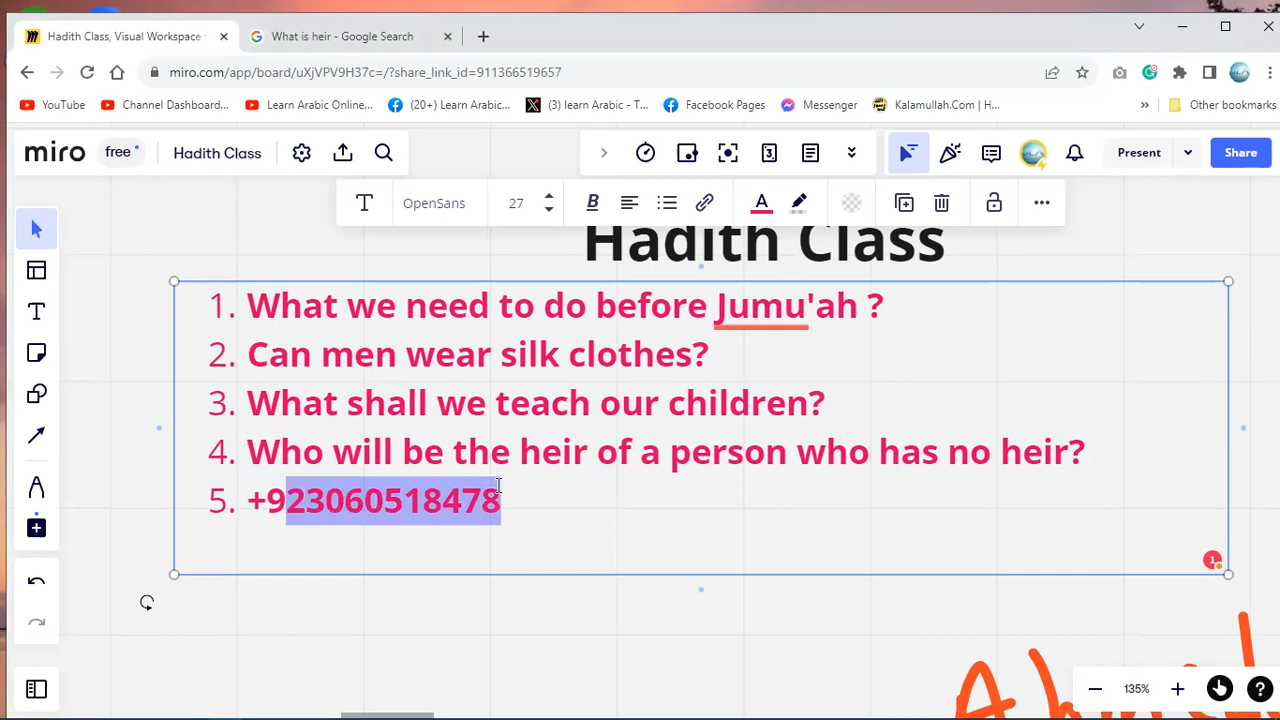 Hadith Class, Visual Workspace
What is heir - Google Search
miro.com/app/board/uXjVPV9H37c=/?share_link_id=911366519657
YouTube
Channel Dashboard...
Learn Arabic Online...
(20+) Learn Arabic...
(3) learn Arabic - T...
Facebook Pages
Messenger
Kalamullah.Com | H...
»
Other bookmarks
miro
free
Hadith Class
Present
Share
OpenSans
27
B
A
Hadith Class
1. What we need to do before Jumu'ah ?
2. Can men wear silk clothes?
3. What shall we teach our children?
4. Who will be the heir of a person who has no heir?
5. +923060518478
1
135%